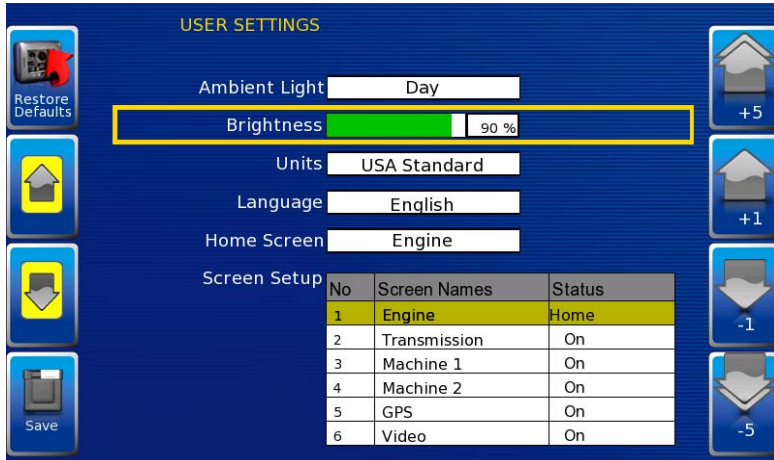 USER SETTINGS
Restore
Defaults
Ambient Light Day
Brightness 90 %
Units USA Standard
Language English
Home Screen Engine
Screen Setup
No Screen Names Status
1 Engine Home
2 Transmission On
3 Machine 1 On
4 Machine 2 On
5 GPS On
6 Video On
Save
+5
+1
-1
-5